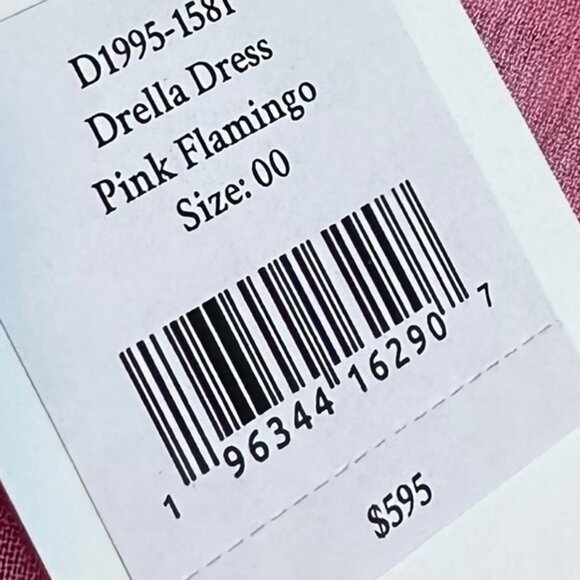 D1995-1581
Drella Dress
Pink Flamingo
Size: 00
1 96344 16290 7
$595